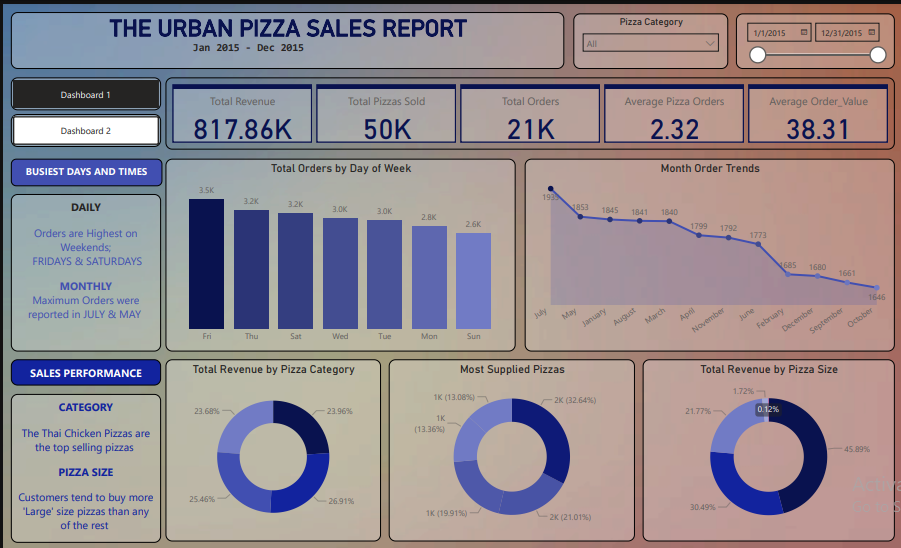 THE URBAN PIZZA SALES REPORT
Jan 2015 - Dec 2015
Pizza Category
All
1/1/2015
12/31/2015
Dashboard 1
Dashboard 2
Total Revenue
817.86K
Total Pizzas Sold
50K
Total Orders
21K
Average Pizza Orders
2.32
Average Order_Value
38.31
BUSIEST DAYS AND TIMES
DAILY
Orders are Highest on
Weekends;
FRIDAYS & SATURDAYS
MONTHLY
Maximum Orders were
reported in JULY & MAY
Total Orders by Day of Week
3.5K
3.2K
3.2K
3.0K
3.0K
2.8K
2.6K
Fri
Thu
Sat
Wed
Tue
Mon
Sun
Month Order Trends
1935
1853
1845
1841
1840
1799
1792
1773
1685
1680
1661
1646
July
May
January
August
March
April
November
June
February
December
September
October
SALES PERFORMANCE
CATEGORY
The Thai Chicken Pizzas are
the top selling pizzas
PIZZA SIZE
Customers tend to buy more
'Large' size pizzas than any
of the rest
Total Revenue by Pizza Category
23.68%
23.96%
25.46%
26.91%
Most Supplied Pizzas
1K (13.08%)
2K (32.64%)
1K
(13.36%)
1K (19.91%)
2K (21.01%)
Total Revenue by Pizza Size
1.72%
0.12%
21.77%
45.89%
30.49%